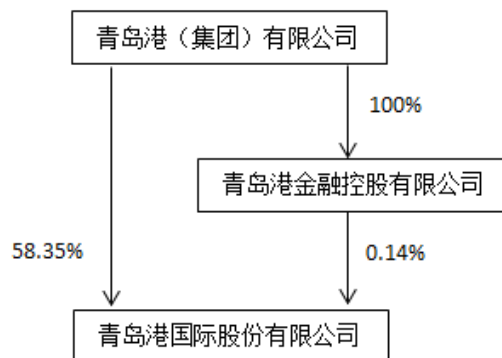 青岛港（集团）有限公司
100%
青岛港金融控股有限公司
58.35%
0.14%
青岛港国际股份有限公司